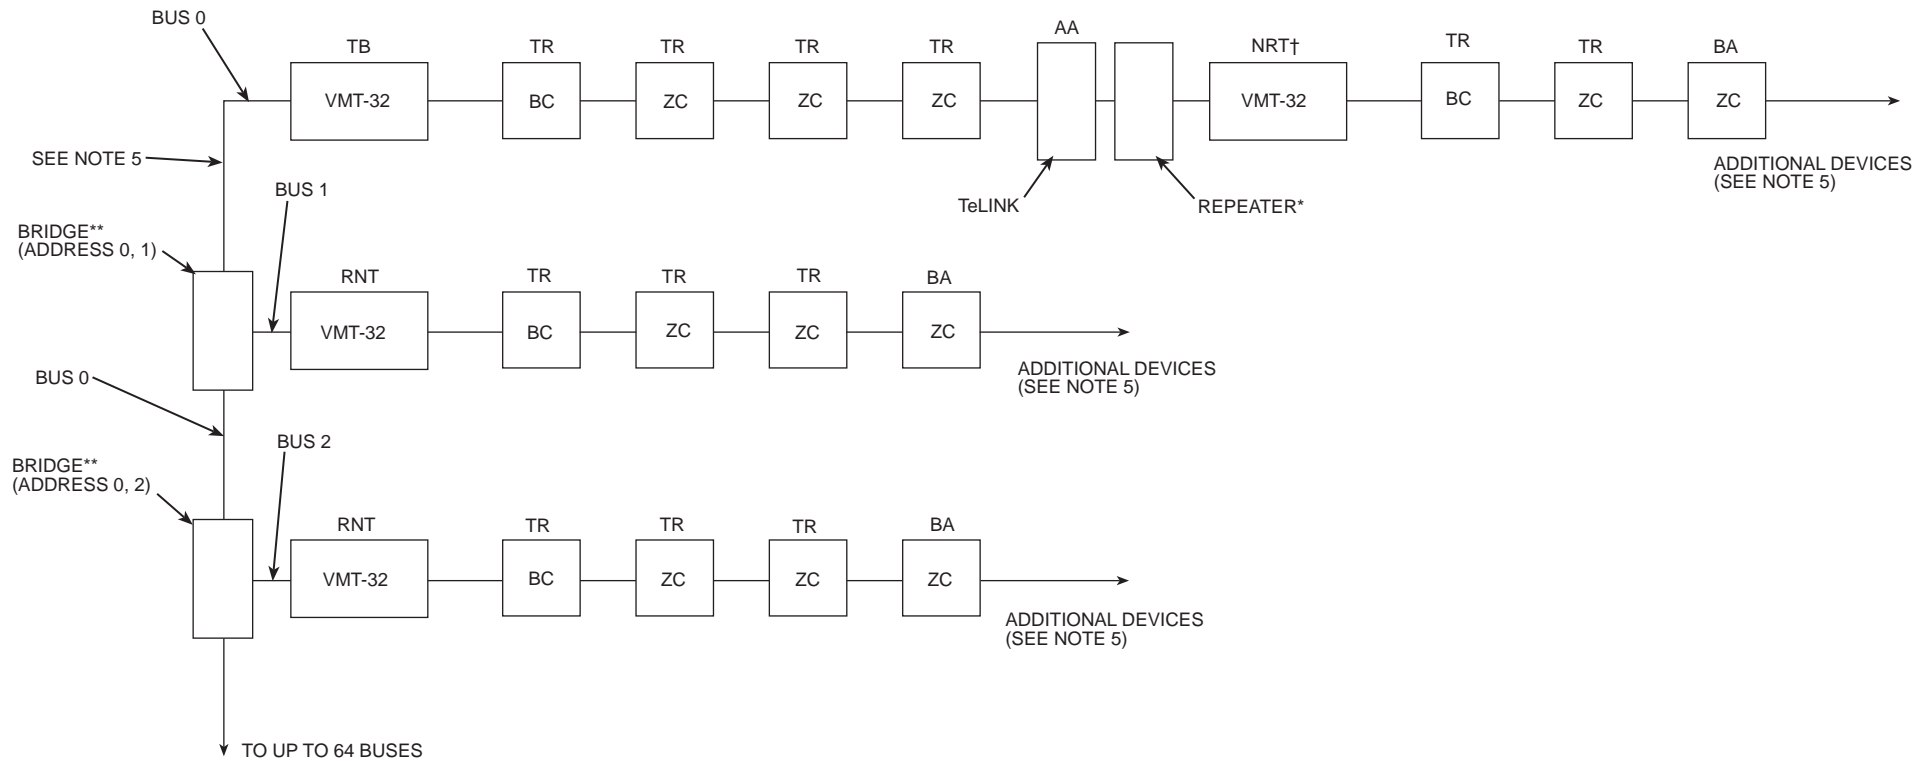 BUS 0
TB
TR
TR
TR
TR
AA
NRT†
TR
TR
BA
VMT-32
BC
ZC
ZC
ZC
VMT-32
BC
ZC
ZC
SEE NOTE 5
ADDITIONAL DEVICES
(SEE NOTE 5)
TeLINK
REPEATER*
BUS 1
BRIDGE**
(ADDRESS 0, 1)
RNT
TR
TR
TR
BA
VMT-32
BC
ZC
ZC
ZC
ADDITIONAL DEVICES
(SEE NOTE 5)
BUS 0
BUS 2
BRIDGE**
(ADDRESS 0, 2)
RNT
TR
TR
TR
BA
VMT-32
BC
ZC
ZC
ZC
ADDITIONAL DEVICES
(SEE NOTE 5)
TO UP TO 64 BUSES